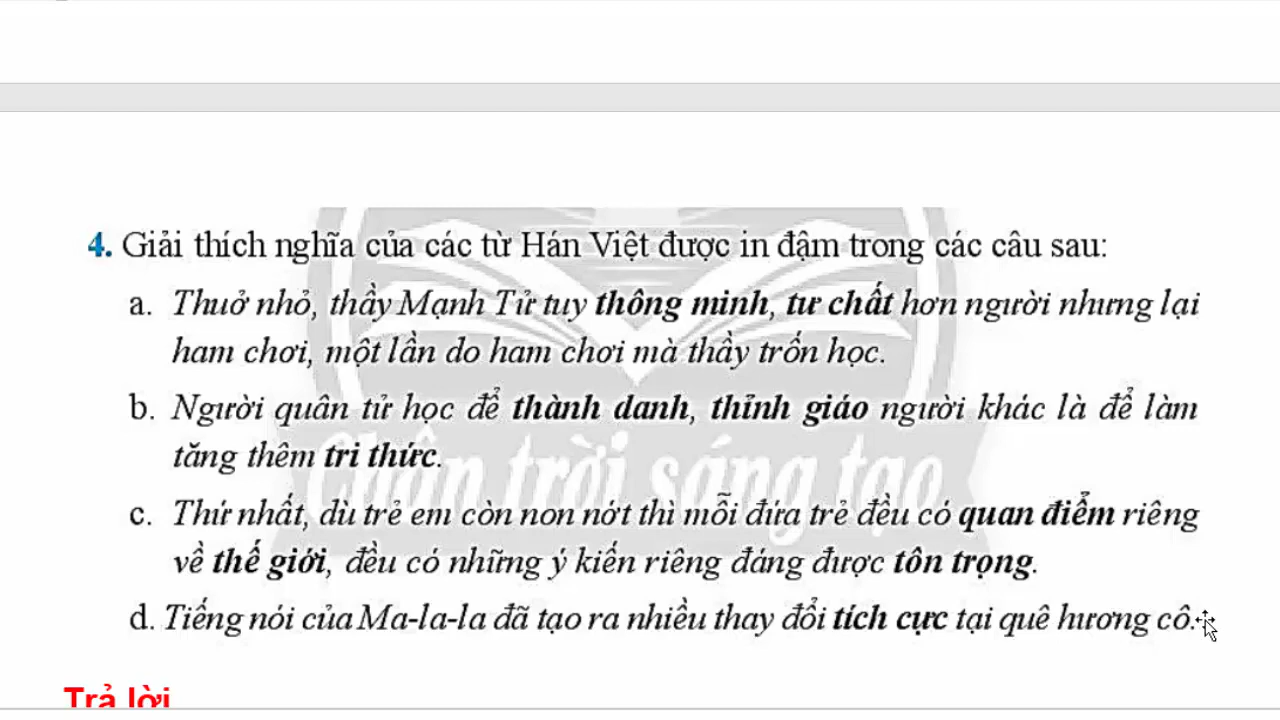 4. Giải thích nghĩa của các từ Hán Việt được in đậm trong các câu sau:
a. Thuở nhỏ, thầy Mạnh Tử tuy thông minh, tư chất hơn người nhưng lại
ham chơi, một lần do ham chơi mà thầy trốn học.
b. Người quân tử học để thành danh, thỉnh giáo người khác là để làm
tăng thêm tri thức.
Chân trời sáng tạo
c. Thứ nhất, dù trẻ em còn non nớt thì mỗi đứa trẻ đều có quan điểm riêng
về thế giới, đều có những ý kiến riêng đáng được tôn trọng.
d. Tiếng nói của Ma-la-la đã tạo ra nhiều thay đổi tích cực tại quê hương cô.
Trả lời